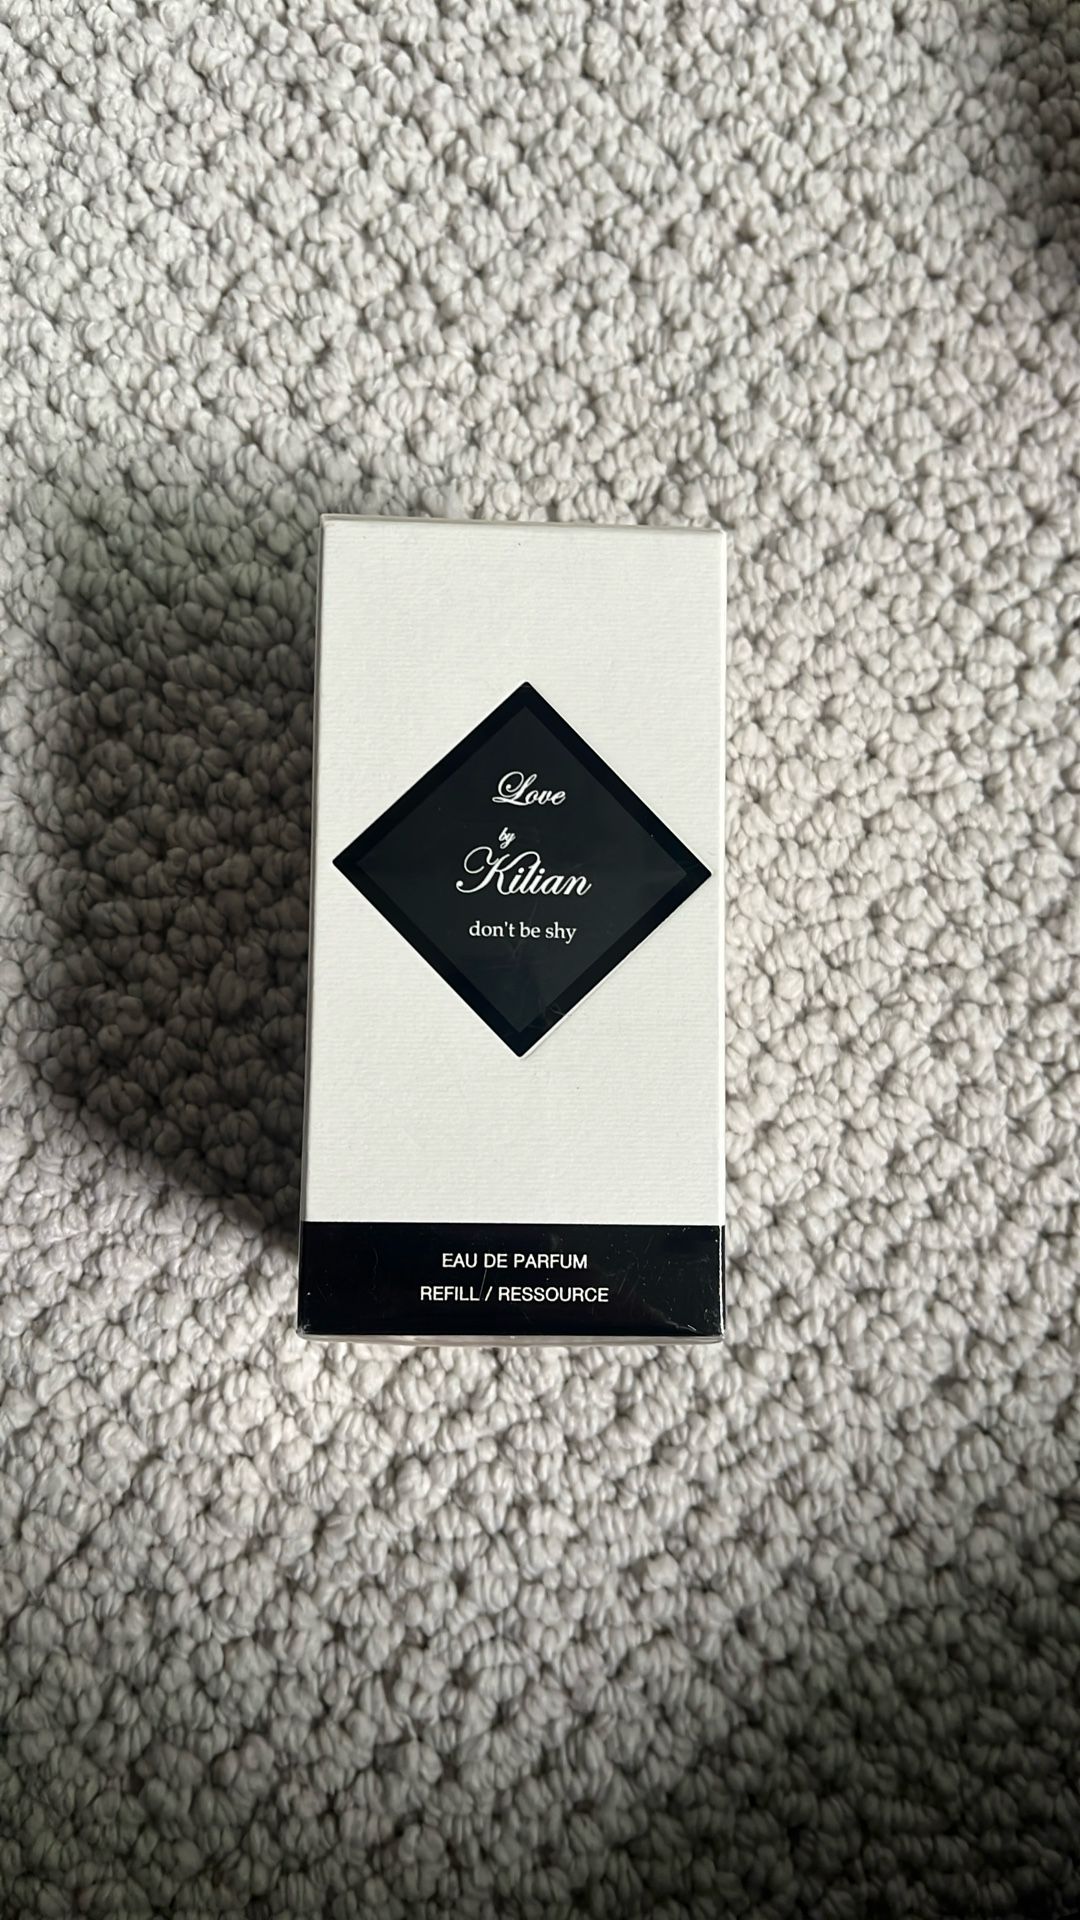 Love
by
Kilian
don't be shy
EAU DE PARFUM
REFILL / RESSOURCE